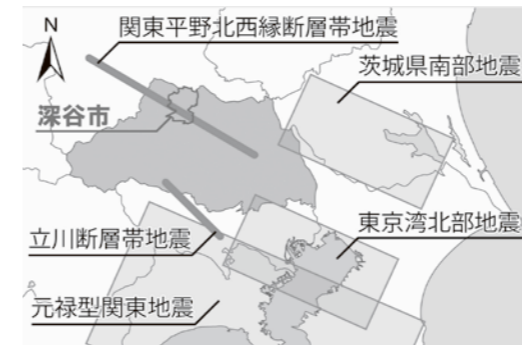 N
関東平野北西縁断層帯地震
茨城県南部地震
深谷市
立川断層帯地震
東京湾北部地震
元禄型関東地震